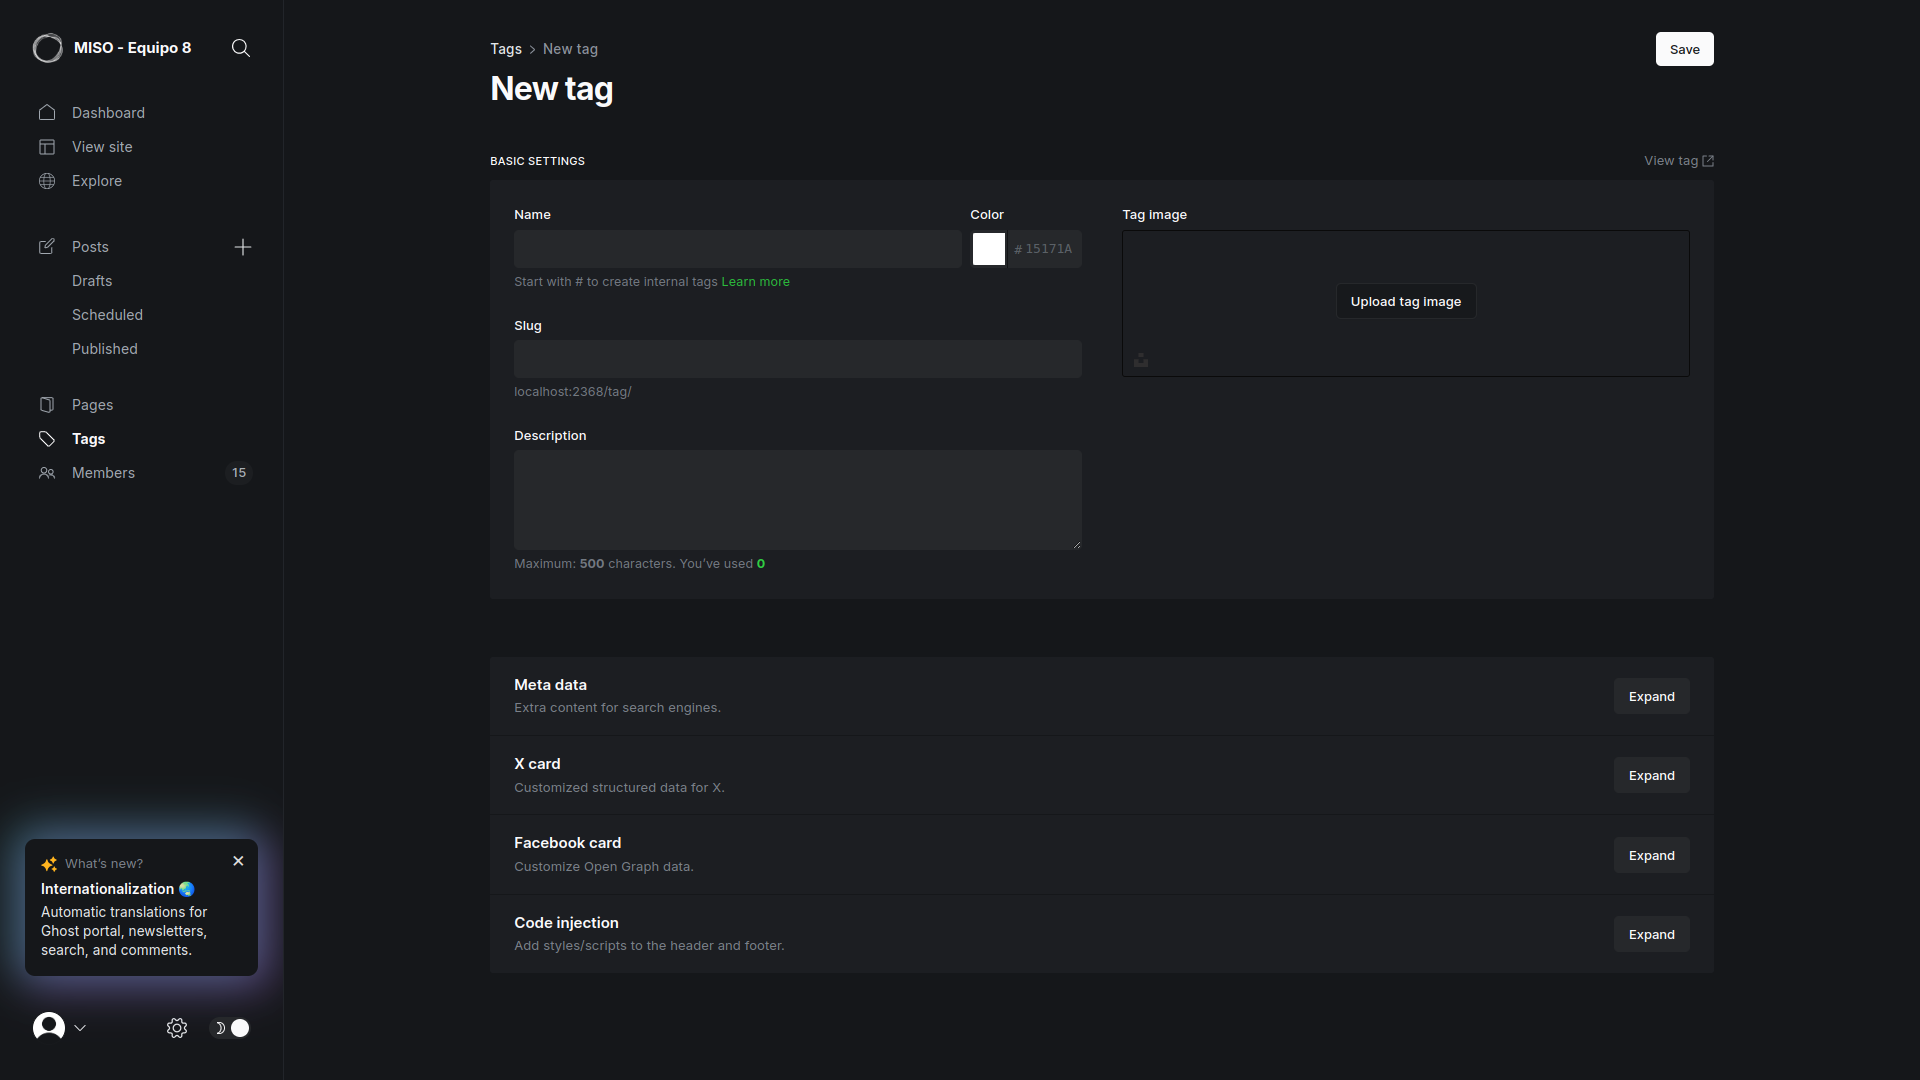 MISO - Equipo 8
Dashboard
View site
Explore
Posts
Drafts
Scheduled
Published
Pages
Tags
Members
15
What's new?
Internationalization 🌏
Automatic translations for
Ghost portal, newsletters,
search, and comments.
Tags > New tag
Save
New tag
BASIC SETTINGS
View tag
Name
Color
# 15171A
Start with # to create internal tags Learn more
Slug
localhost:2368/tag/
Description
Maximum: 500 characters. You’ve used 0
Tag image
Upload tag image
Meta data
Extra content for search engines.
Expand
X card
Customized structured data for X.
Expand
Facebook card
Customize Open Graph data.
Expand
Code injection
Add styles/scripts to the header and footer.
Expand